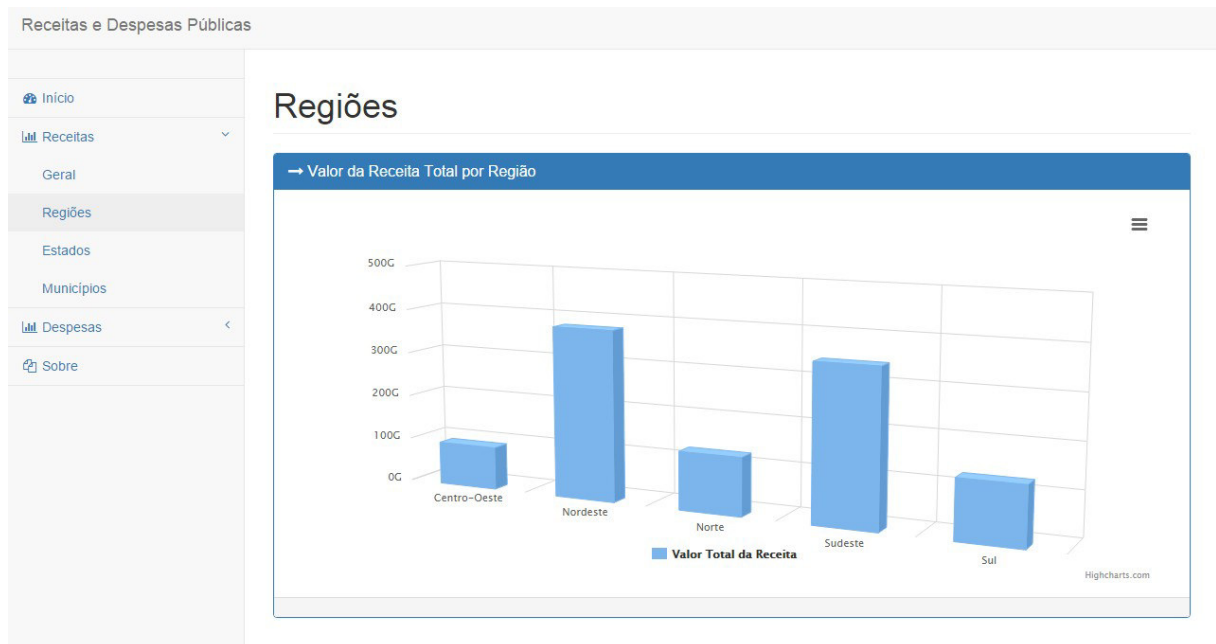 Receitas e Despesas Públicas
Início
Receitas
Geral
Regiões
Estados
Municípios
Despesas
Sobre
Regiões
→ Valor da Receita Total por Região
500G
400G
300G
200G
100G
0G
Centro-Oeste
Nordeste
Norte
Sudeste
Sul
Valor Total da Receita
Highcharts.com